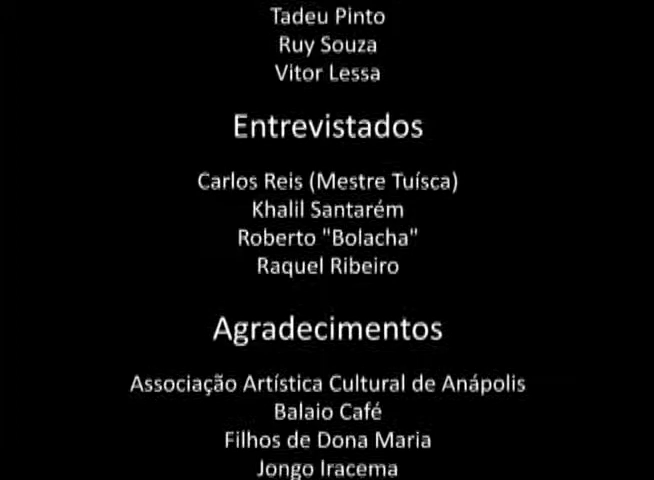 Tadeu Pinto
Ruy Souza
Vitor Lessa
Entrevistados
Carlos Reis (Mestre Tuísca)
Khalil Santarém
Roberto "Bolacha"
Raquel Ribeiro
Agradecimentos
Associação Artística Cultural de Anápolis
Balaio Café
Filhos de Dona Maria
Jongo Iracema